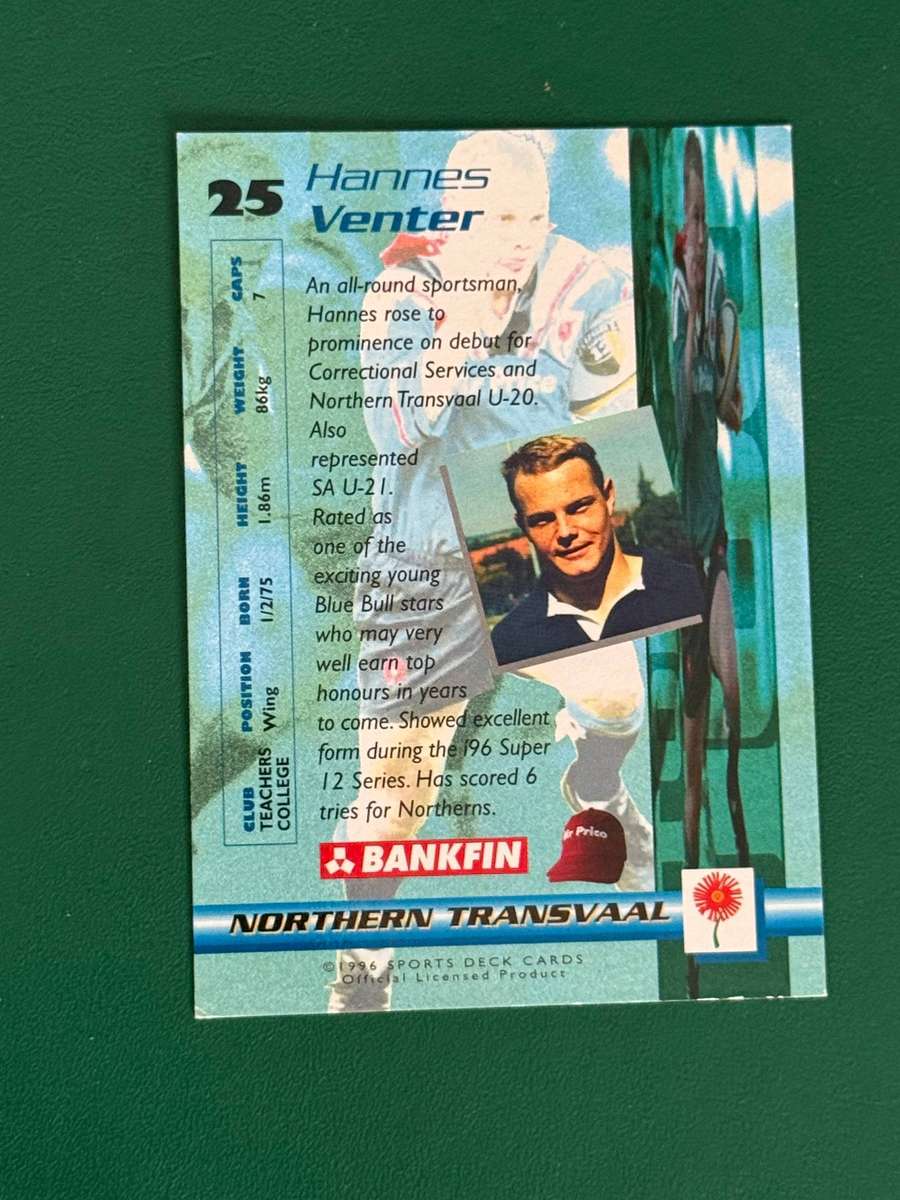 25
Hannes
Venter
CLUB POSITION BORN HEIGHT WEIGHT CAPS
TEACHERS COLLEGE Wing 1/2/75 1.86m 86kg 7
An all-round sportsman,
Hannes rose to
prominence on debut for
Correctional Services and
Northern Transvaal U-20.
Also
represented
SA U-21.
Rated as
one of the
exciting young
Blue Bull stars
who may very
well earn top
honours in years
to come. Showed excellent
form during the i96 Super
12 Series. Has scored 6
tries for Northerns.
BANKFIN
Mr Price
NORTHERN TRANSVAAL
©1996 SPORTS DECK CARDS
Official Licensed Product